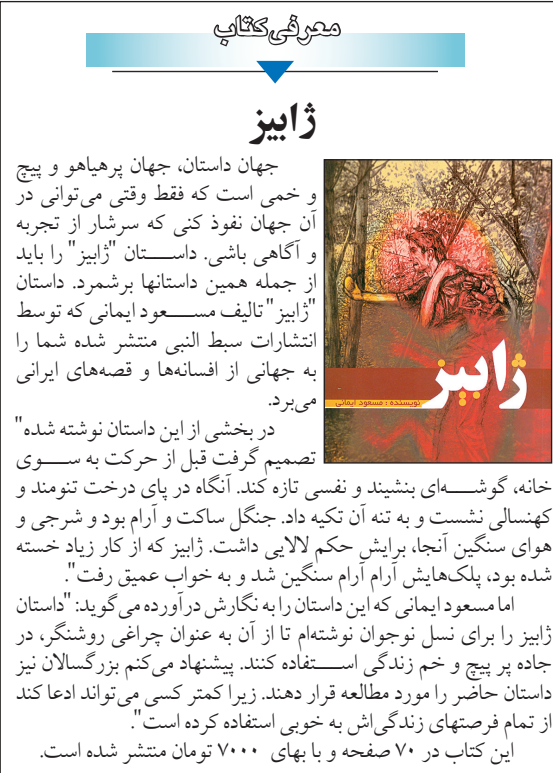 معرفی کتاب
ژابیز
جهان داستان، جهان پرهیاهو و پیچ
و خمی است که فقط وقتی می‌توانی در
آن جهان نفوذ کنی که سرشار از تجربه
و آگاهی باشی. داستان "ژابیز" را باید
از جمله همین داستانها برشمرد. داستان
"ژابیز" تالیف مسعود ایمانی که توسط
انتشارات سبط النبی منتشر شده شما را
به جهانی از افسانه‌ها و قصه‌های ایرانی
می‌برد.
ژابیز
نویسنده : مسعود ایمانی
در بخشی از این داستان نوشته شده"
تصمیم گرفت قبل از حرکت به سوی
خانه، گوشه‌ای بنشیند و نفسی تازه کند. آنگاه در پای درخت تنومند و
کهنسالی نشست و به تنه آن تکیه داد. جنگل ساکت و آرام بود و شرجی و
هوای سنگین آنجا، برایش حکم لالایی داشت. ژابیز که از کار زیاد خسته
شده بود، پلک‌هایش آرام آرام سنگین شد و به خواب عمیق رفت".
اما مسعود ایمانی که این داستان را به نگارش درآورده می‌گوید: "داستان
ژابیز را برای نسل نوجوان نوشته‌ام تا از آن به عنوان چراغی روشنگر، در
جاده پر پیچ و خم زندگی استفاده کنند. پیشنهاد می‌کنم بزرگسالان نیز
داستان حاضر را مورد مطالعه قرار دهند. زیرا کمتر کسی می‌تواند ادعا کند
از تمام فرصتهای زندگی‌اش به خوبی استفاده کرده است".
این کتاب در ۷۰ صفحه و با بهای ۷۰۰۰ تومان منتشر شده است.